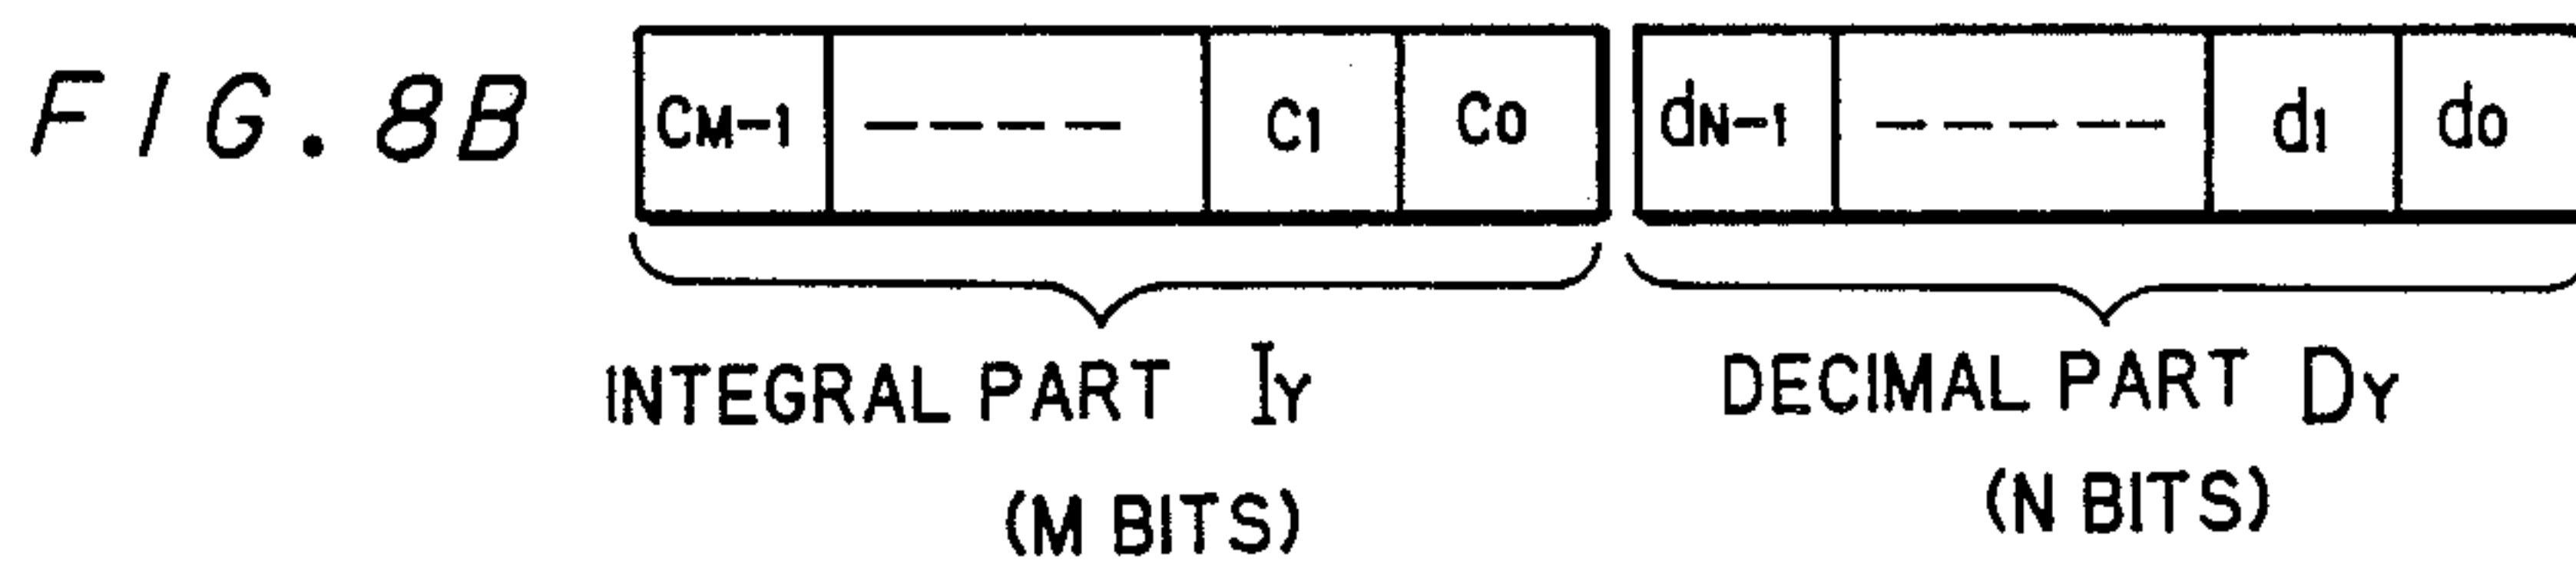 FIG. 8B
CM-1 ---- C1 C0 dN-1 ----- d1 d0
INTEGRAL PART IY DECIMAL PART DY
(M BITS) (N BITS)